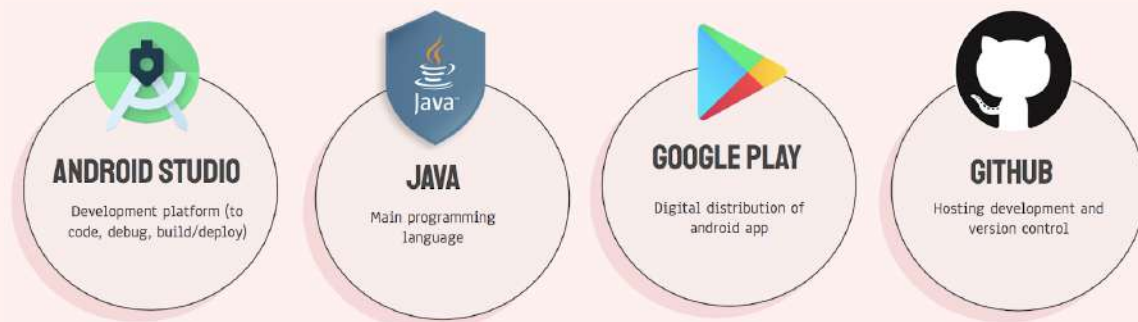 Java
ANDROID STUDIO
Development platform (to
code, debug, build/deploy)
JAVA
Main programming
language
GOOGLE PLAY
Digital distribution of
android app
GITHUB
Hosting development and
version control